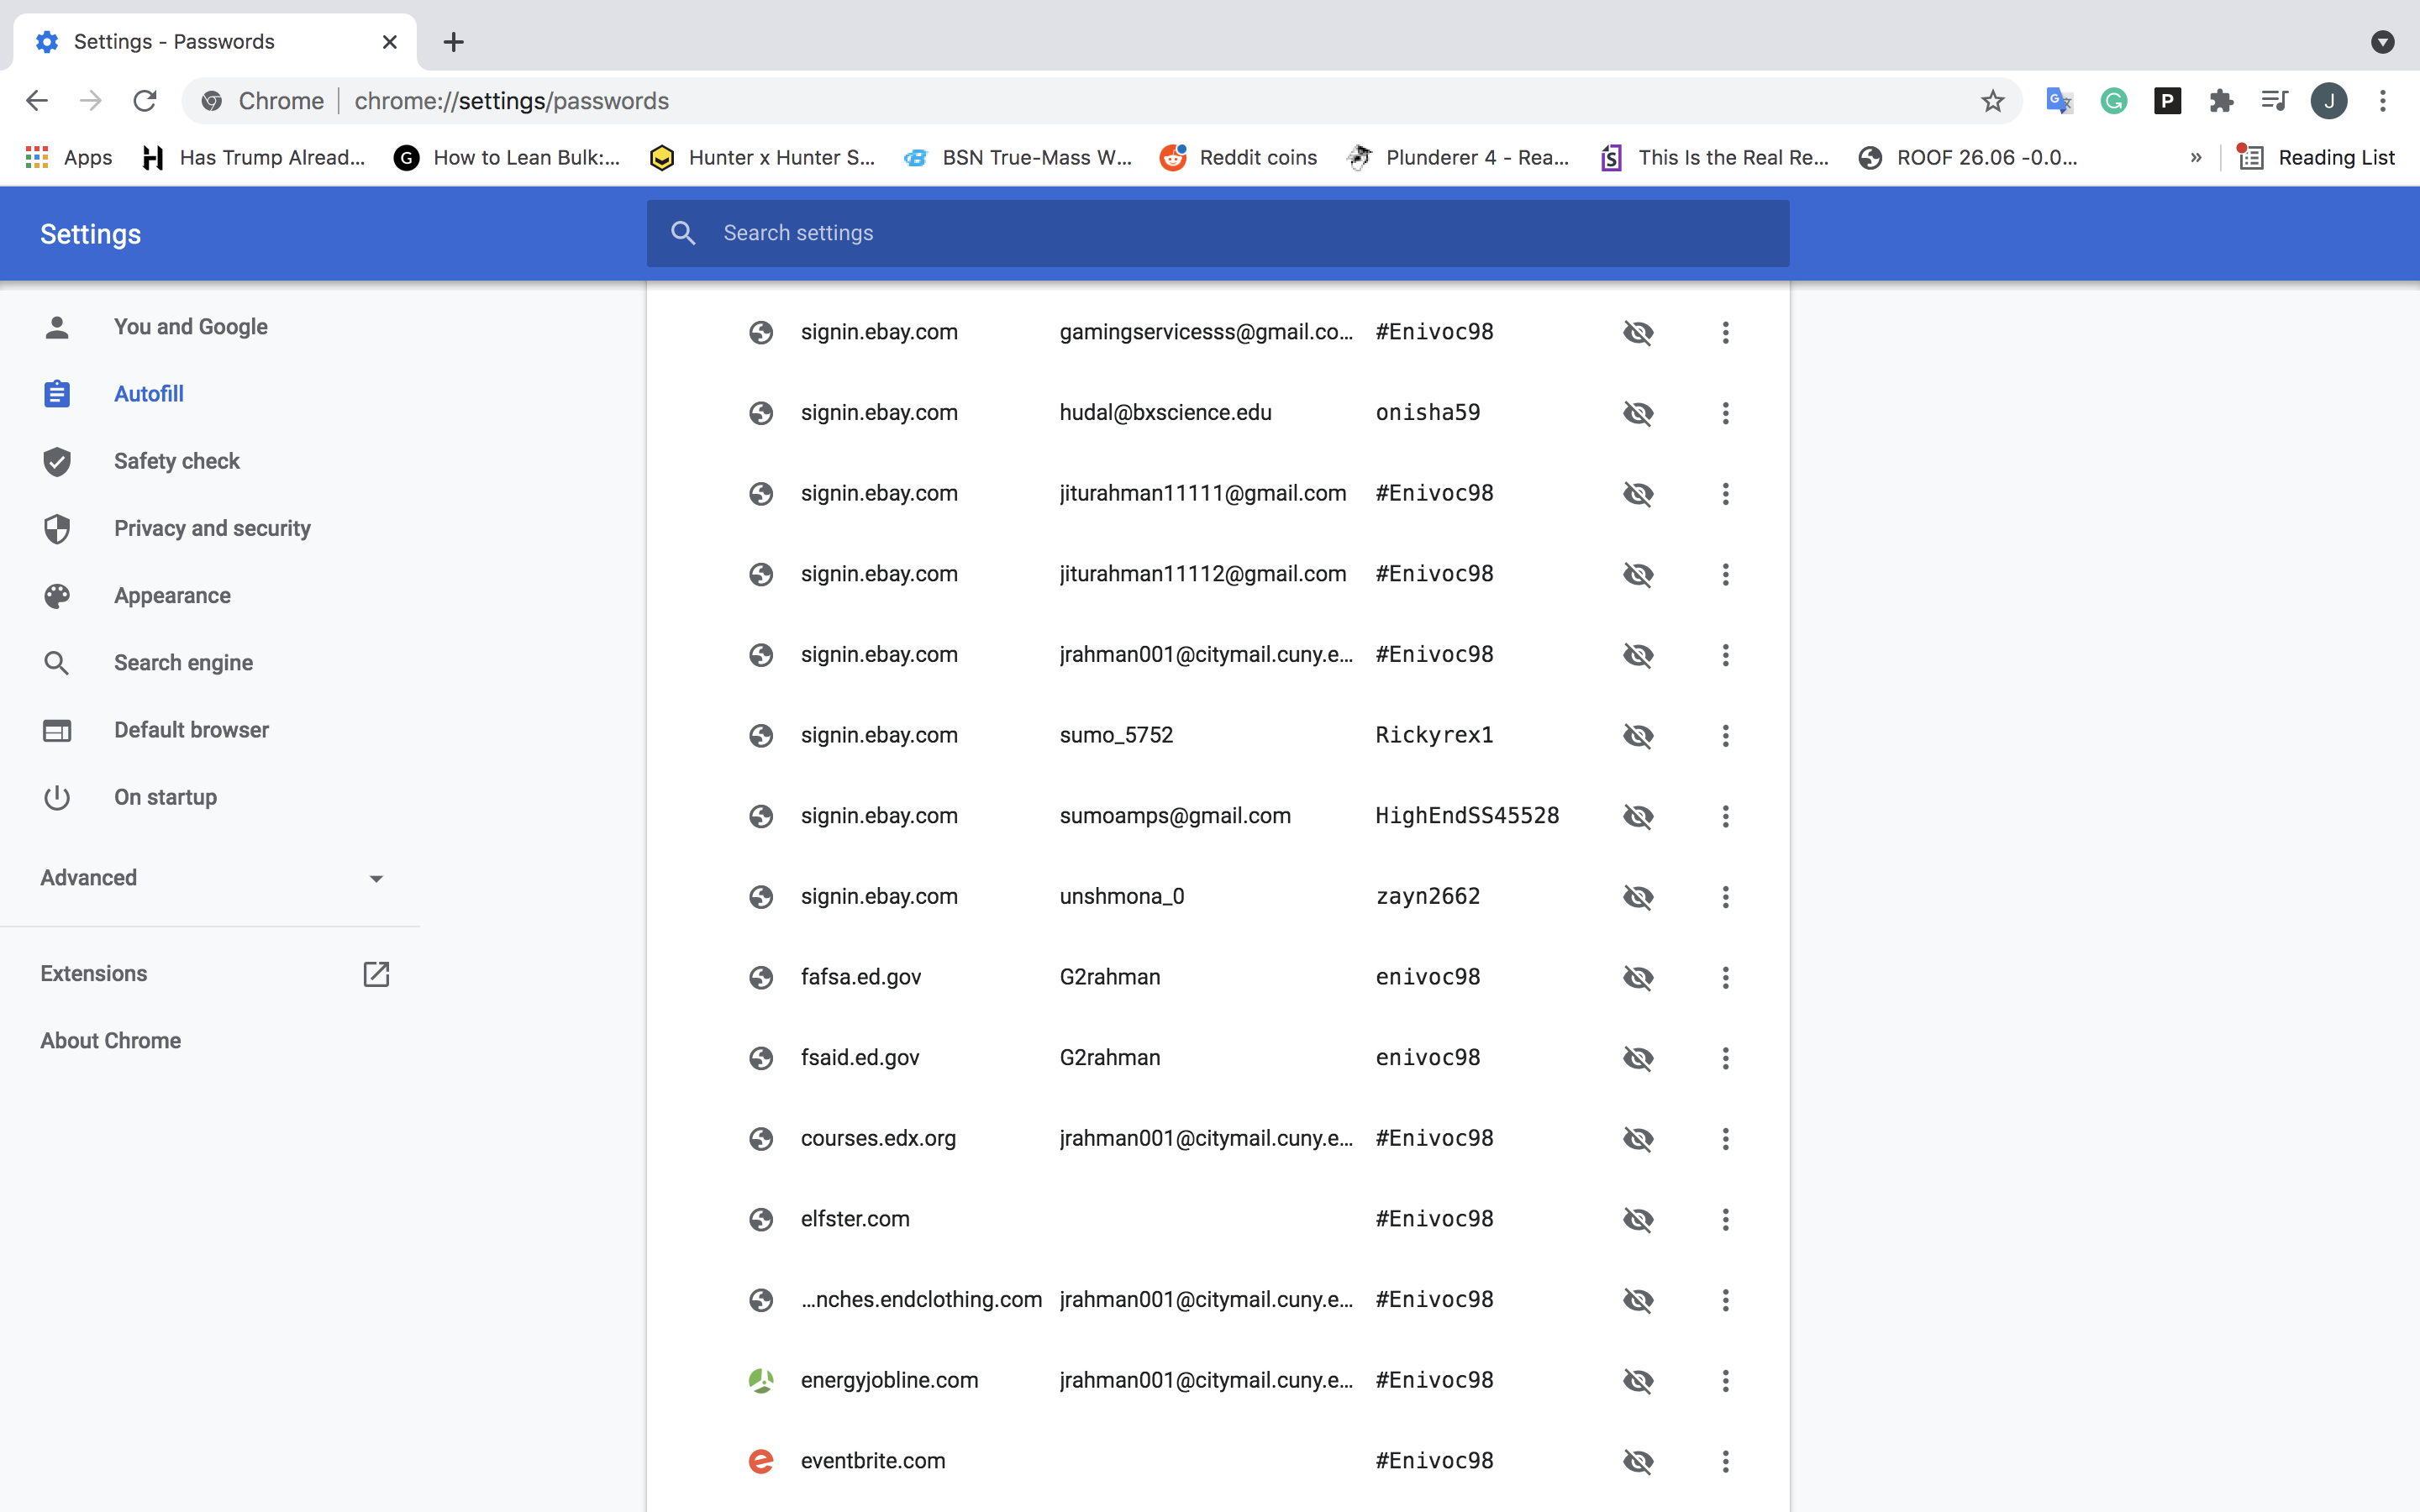 Settings - Passwords
Chrome | chrome://settings/passwords
J
Apps Has Trump Alread... How to Lean Bulk:... Hunter x Hunter S... BSN True-Mass W... Reddit coins Plunderer 4 - Rea... This Is the Real Re... ROOF 26.06 -0.0... » Reading List
Settings
Search settings
You and Google
Autofill
Safety check
Privacy and security
Appearance
Search engine
Default browser
On startup
Advanced
Extensions
About Chrome
signin.ebay.com gamingservicesss@gmail.co... #Enivoc98
signin.ebay.com hudal@bxscience.edu onisha59
signin.ebay.com jiturahman11111@gmail.com #Enivoc98
signin.ebay.com jiturahman11112@gmail.com #Enivoc98
signin.ebay.com jrahman001@citymail.cuny.e... #Enivoc98
signin.ebay.com sumo_5752 Rickyrex1
signin.ebay.com sumoamps@gmail.com HighEndSS45528
signin.ebay.com unshmona_0 zayn2662
fafsa.ed.gov G2rahman enivoc98
fsaid.ed.gov G2rahman enivoc98
courses.edx.org jrahman001@citymail.cuny.e... #Enivoc98
elfster.com #Enivoc98
...nches.endclothing.com jrahman001@citymail.cuny.e... #Enivoc98
energyjobline.com jrahman001@citymail.cuny.e... #Enivoc98
eventbrite.com #Enivoc98